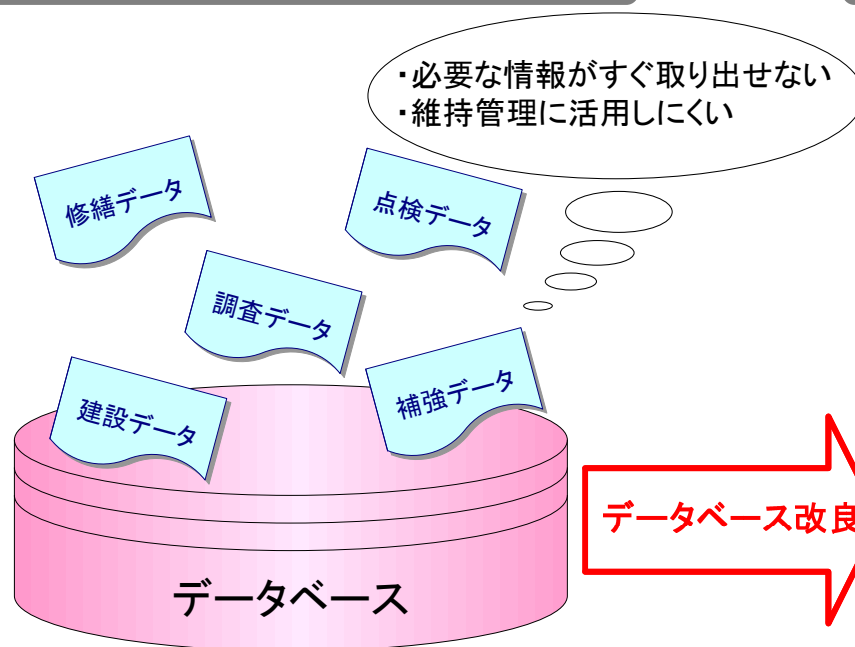 ・必要な情報がすぐ取り出せない
・維持管理に活用しにくい
修繕データ
点検データ
調査データ
建設データ
補強データ
データベース改良
データベース